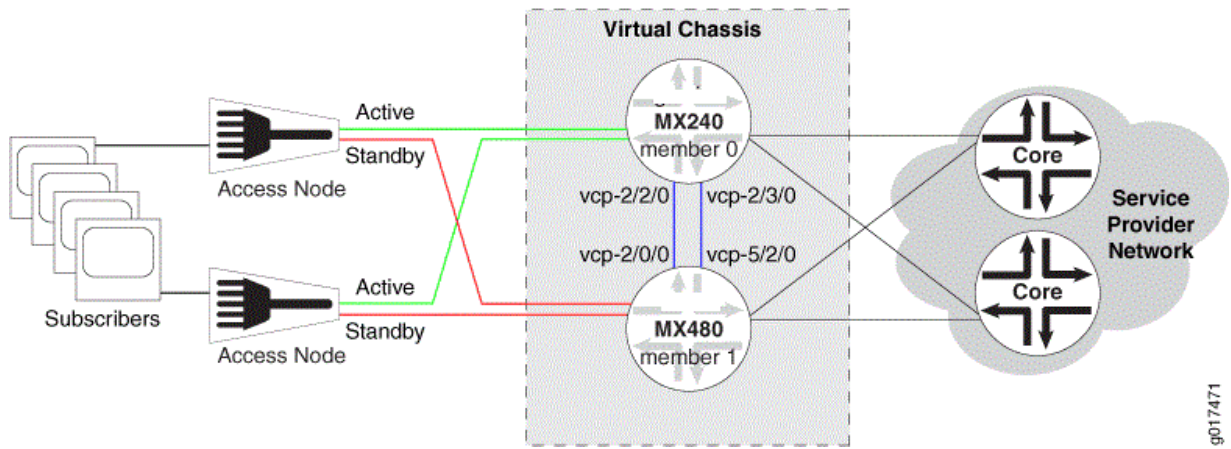 Virtual Chassis
Active
Standby
Access Node
MX240
member 0
vcp-2/2/0
vcp-2/3/0
vcp-2/0/0
vcp-5/2/0
MX480
member 1
Active
Standby
Access Node
Subscribers
Core
Core
Service
Provider
Network
g017471